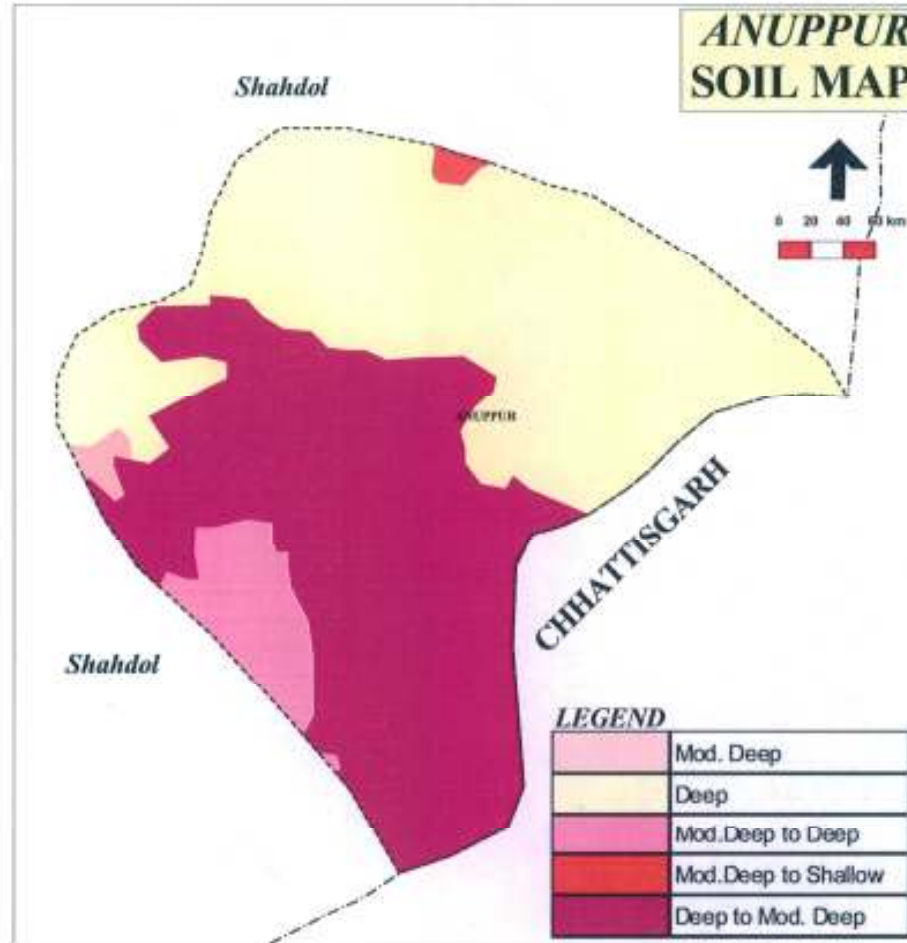 ANUPPUR
SOIL MAP
Shahdol
0 20 40 60 km
ANUPPUR
CHHATTISGARH
Shahdol
LEGEND
Mod. Deep
Deep
Mod.Deep to Deep
Mod.Deep to Shallow
Deep to Mod. Deep